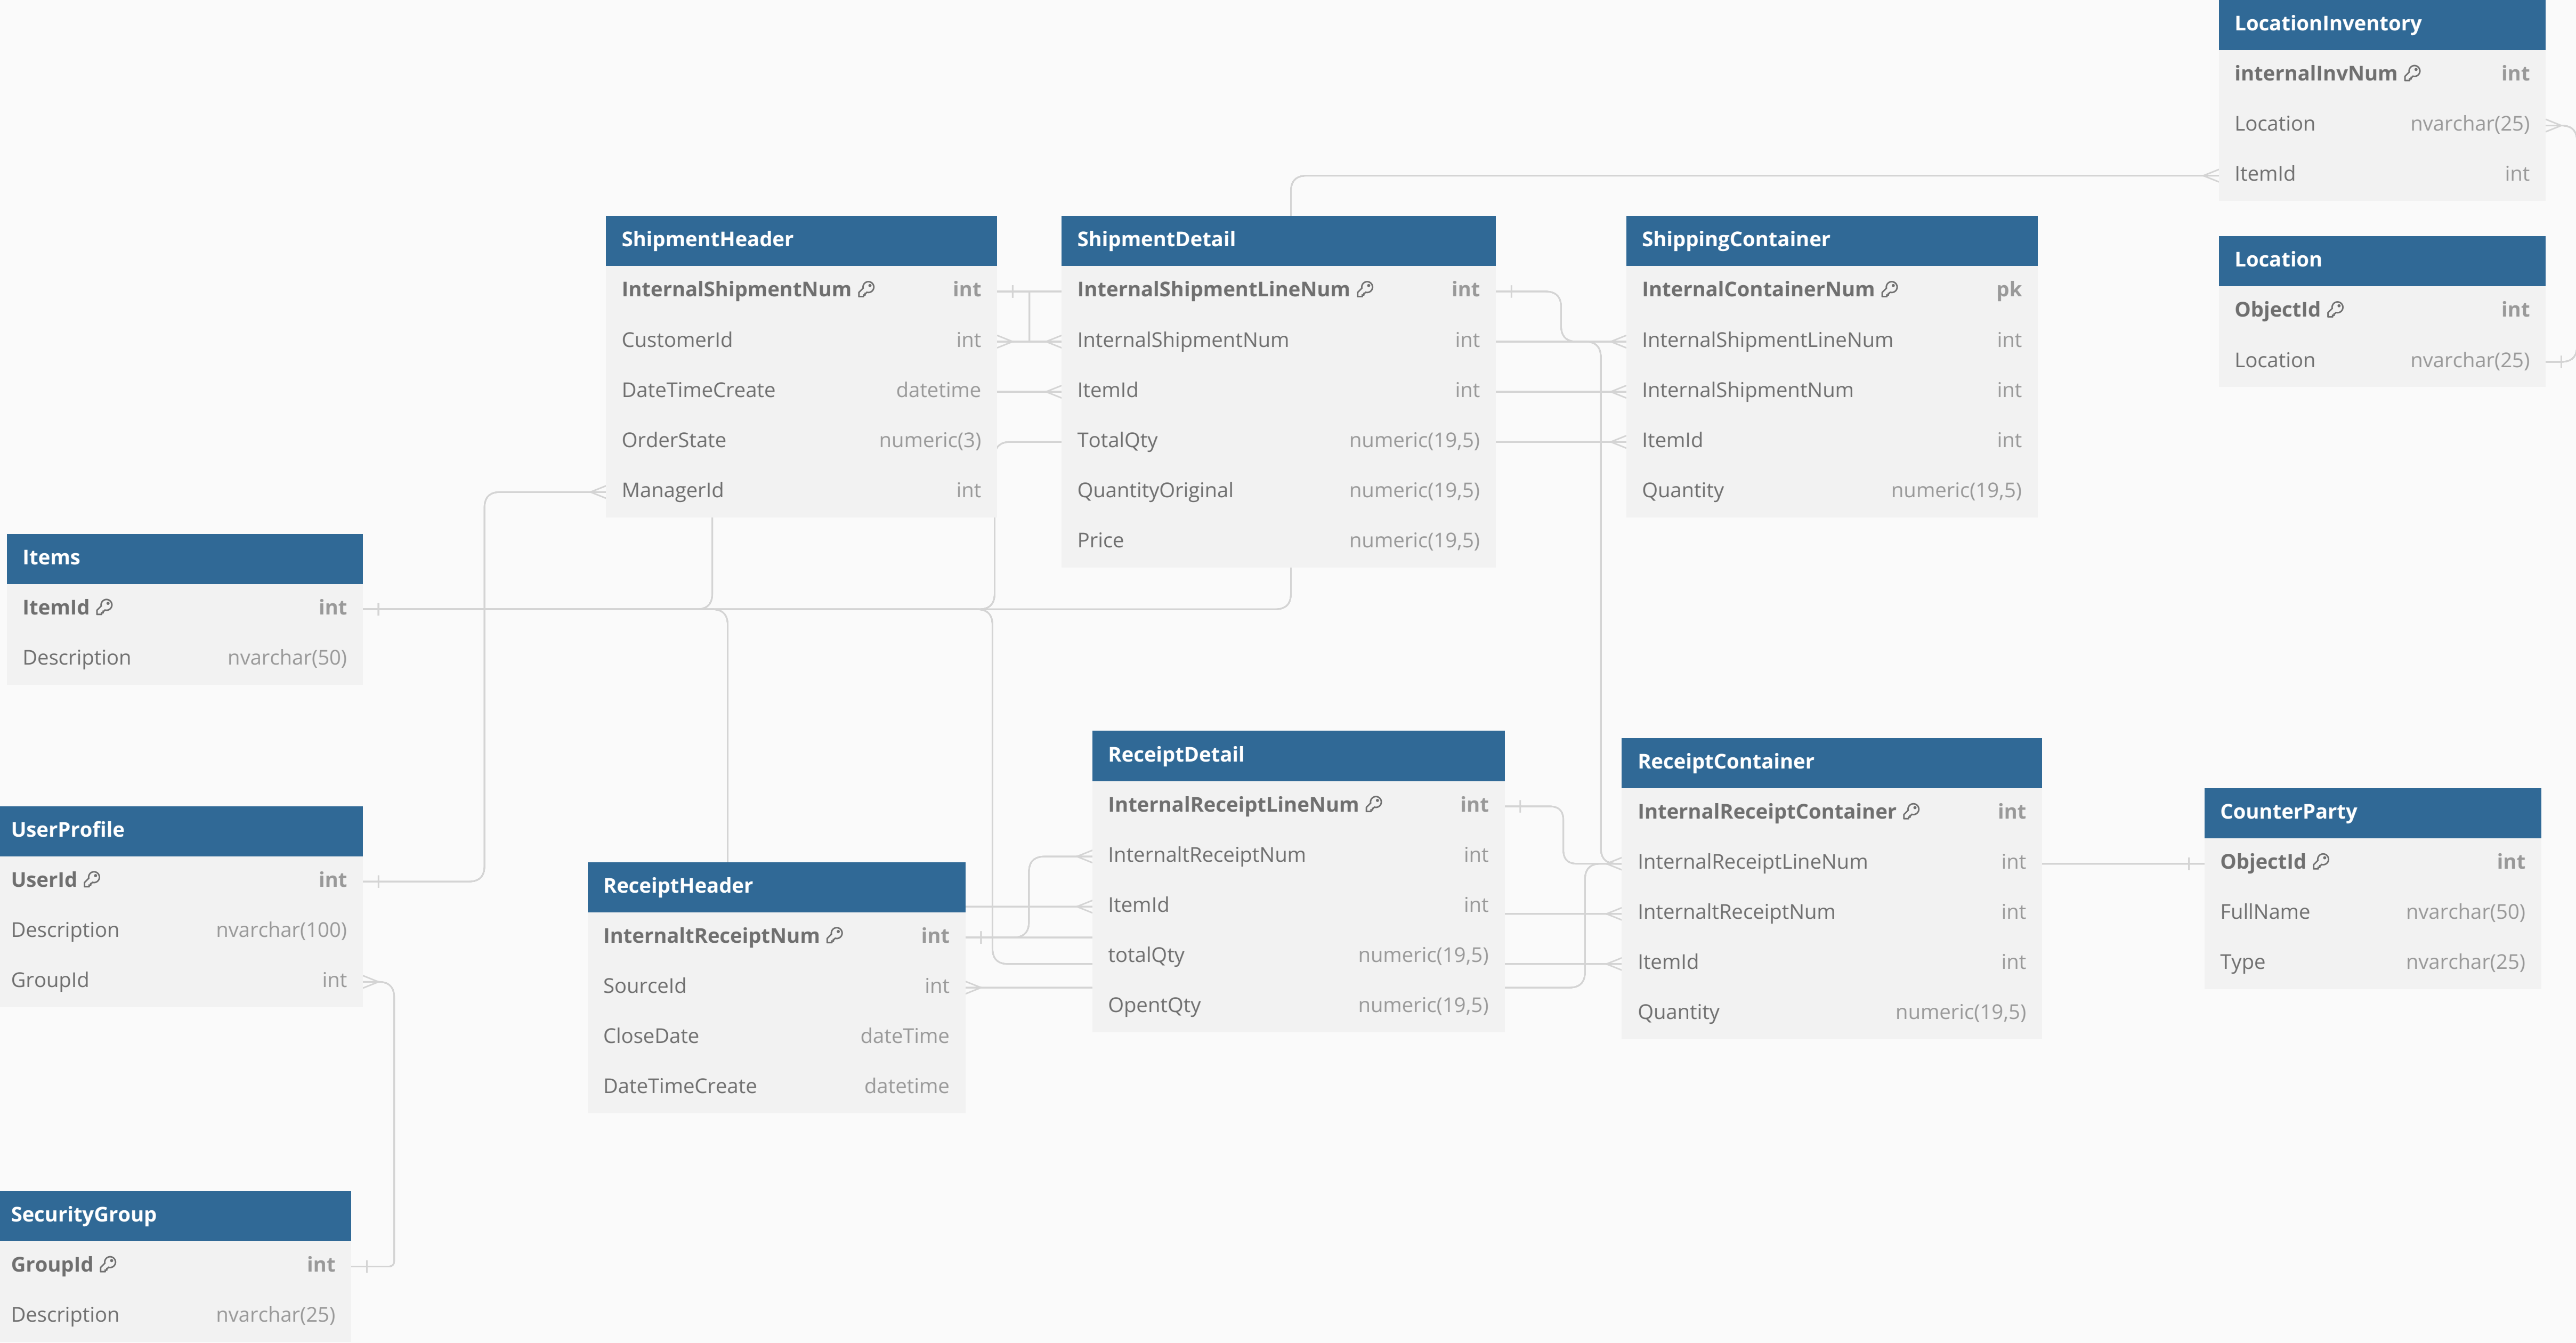 LocationInventory
internalInvNum int
Location nvarchar(25)
ItemId int
Location
ObjectId int
Location nvarchar(25)
ShipmentHeader
InternalShipmentNum int
CustomerId int
DateTimeCreate datetime
OrderState numeric(3)
ManagerId int
ShipmentDetail
InternalShipmentLineNum int
InternalShipmentNum int
ItemId int
TotalQty numeric(19,5)
QuantityOriginal numeric(19,5)
Price numeric(19,5)
ShippingContainer
InternalContainerNum pk
InternalShipmentLineNum int
InternalShipmentNum int
ItemId int
Quantity numeric(19,5)
Items
ItemId int
Description nvarchar(50)
UserProfile
UserId int
Description nvarchar(100)
GroupId int
ReceiptHeader
InternaltReceiptNum int
SourceId int
CloseDate dateTime
DateTimeCreate datetime
ReceiptDetail
InternalReceiptLineNum int
InternaltReceiptNum int
ItemId int
totalQty numeric(19,5)
OpentQty numeric(19,5)
ReceiptContainer
InternalReceiptContainer int
InternalReceiptLineNum int
InternaltReceiptNum int
ItemId int
Quantity numeric(19,5)
CounterParty
ObjectId int
FullName nvarchar(50)
Type nvarchar(25)
SecurityGroup
GroupId int
Description nvarchar(25)